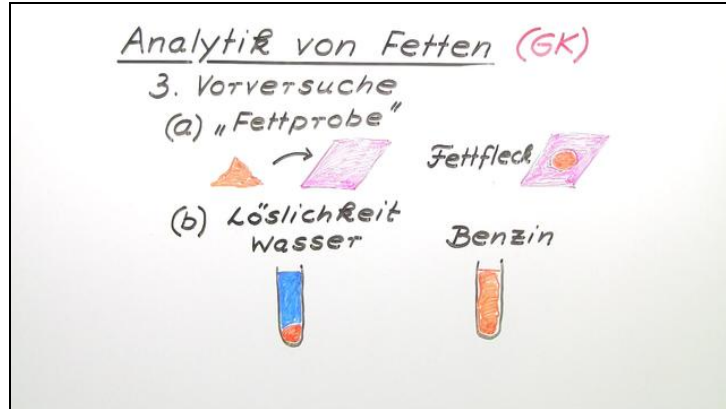 Analytik von Fetten (GK)
3. Vorversuche
(a) „Fettprobe"
Fettfleck
(b) Löslichkeit
Wasser
Benzin